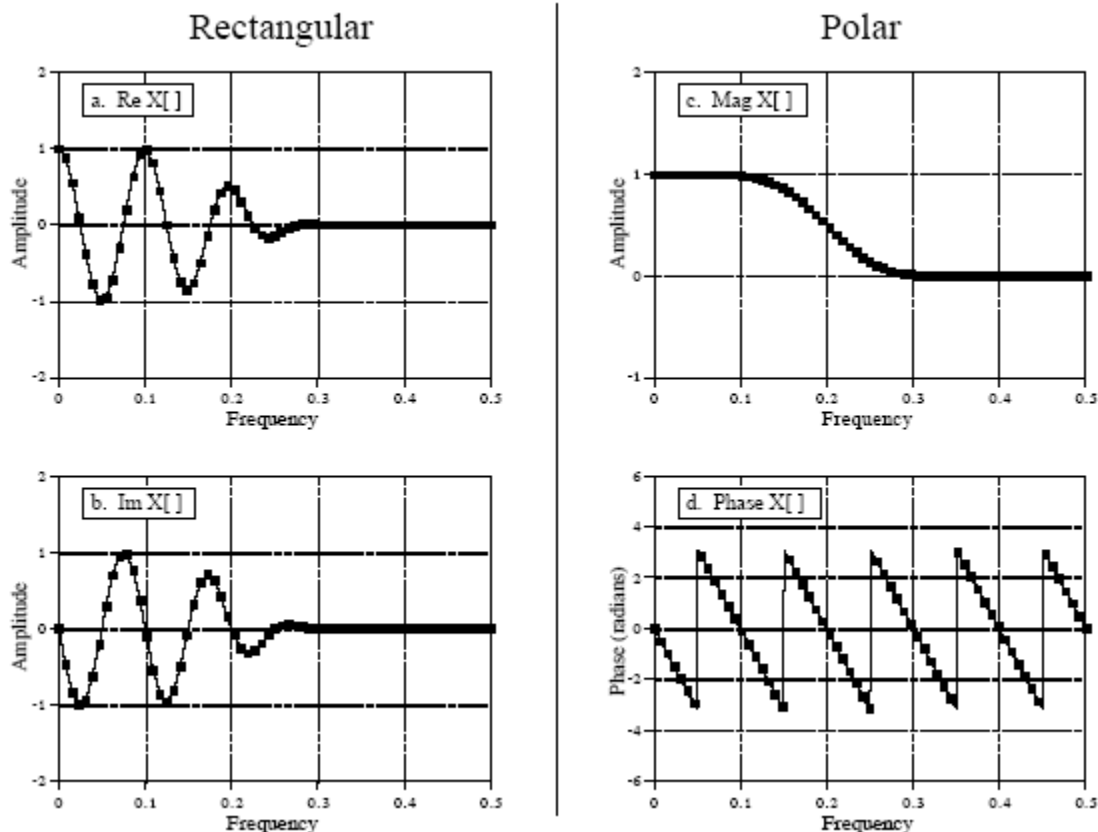 Rectangular
Polar
a. Re X[ ]
Amplitude
2
1
0
-1
-2
0 0.1 0.2 0.3 0.4 0.5
Frequency
c. Mag X[ ]
Amplitude
2
1
0
-1
0 0.1 0.2 0.3 0.4 0.5
Frequency
b. Im X[ ]
Amplitude
2
1
0
-1
-2
0 0.1 0.2 0.3 0.4 0.5
Frequency
d. Phase X[ ]
Phase (radians)
6
4
2
0
-2
-4
-6
0 0.1 0.2 0.3 0.4 0.5
Frequency